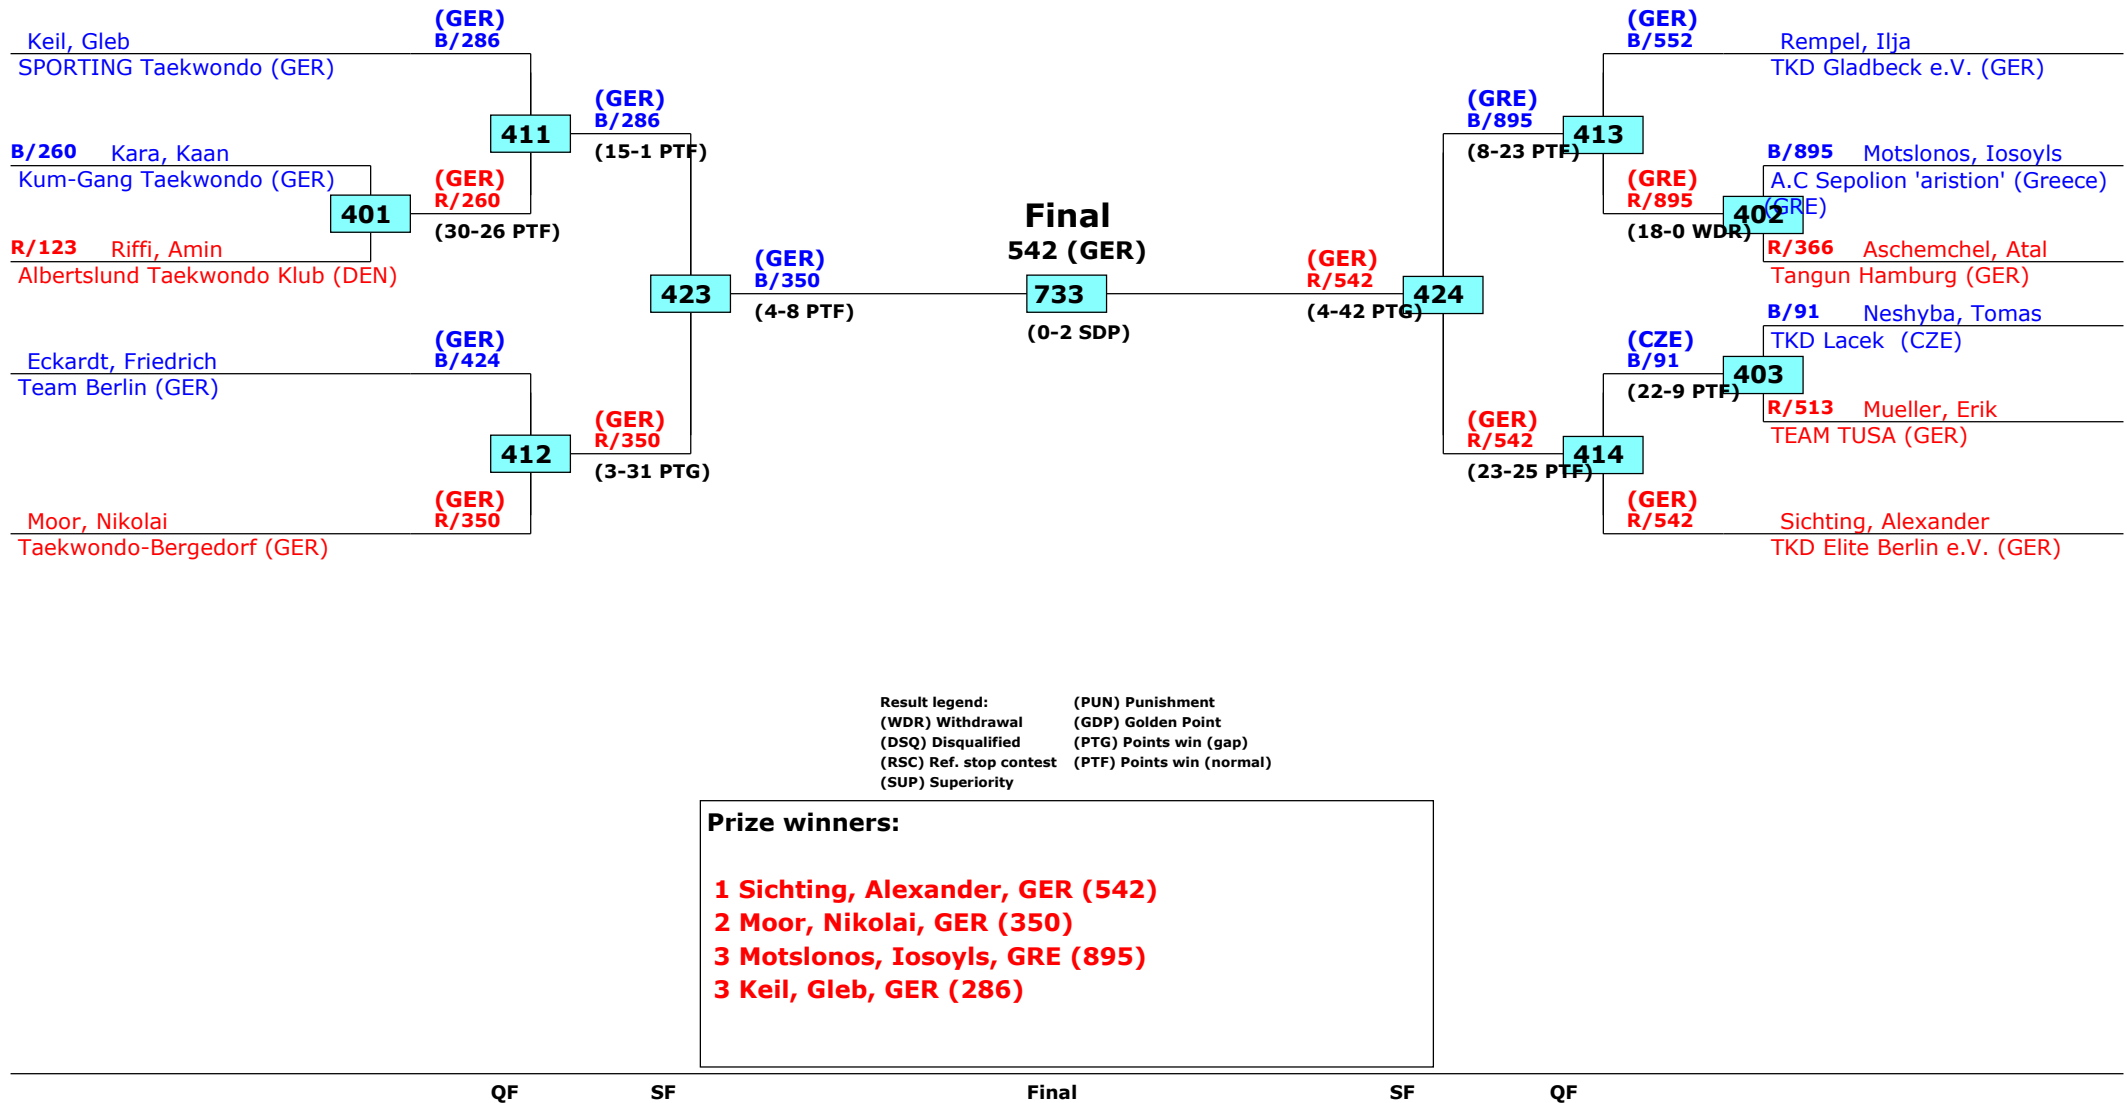 (GER)
B/286
Keil, Gleb
SPORTING Taekwondo (GER)
411
(GER)
B/286
(15-1 PTF)
B/260 Kara, Kaan
Kum-Gang Taekwondo (GER)
401
(GER)
R/260
(30-26 PTF)
R/123 Riffi, Amin
Albertslund Taekwondo Klub (DEN)
423
(GER)
B/350
(4-8 PTF)
Eckardt, Friedrich
Team Berlin (GER)
(GER)
B/424
412
(GER)
R/350
(3-31 PTG)
Moor, Nikolai
Taekwondo-Bergedorf (GER)
(GER)
R/350
Final
542 (GER)
733
(0-2 SDP)
(GER)
B/552
Rempel, Ilja
TKD Gladbeck e.V. (GER)
(GRE)
B/895
413
(8-23 PTF)
B/895 Motslonos, Iosoyls
A.C Sepolion 'aristion' (Greece)
(GRE)
(GRE)
R/895
402
(18-0 WDR)
R/366 Aschemchel, Atal
Tangun Hamburg (GER)
(GER)
R/542
424
(4-42 PTG)
B/91 Neshyba, Tomas
TKD Lacek (CZE)
(CZE)
B/91
403
(22-9 PTF)
R/513 Mueller, Erik
TEAM TUSA (GER)
(GER)
R/542
414
(23-25 PTF)
(GER)
R/542
Sichting, Alexander
TKD Elite Berlin e.V. (GER)
Result legend: (PUN) Punishment
(WDR) Withdrawal (GDP) Golden Point
(DSQ) Disqualified (PTG) Points win (gap)
(RSC) Ref. stop contest (PTF) Points win (normal)
(SUP) Superiority
Prize winners:
1 Sichting, Alexander, GER (542)
2 Moor, Nikolai, GER (350)
3 Motslonos, Iosoyls, GRE (895)
3 Keil, Gleb, GER (286)
QF SF Final SF QF